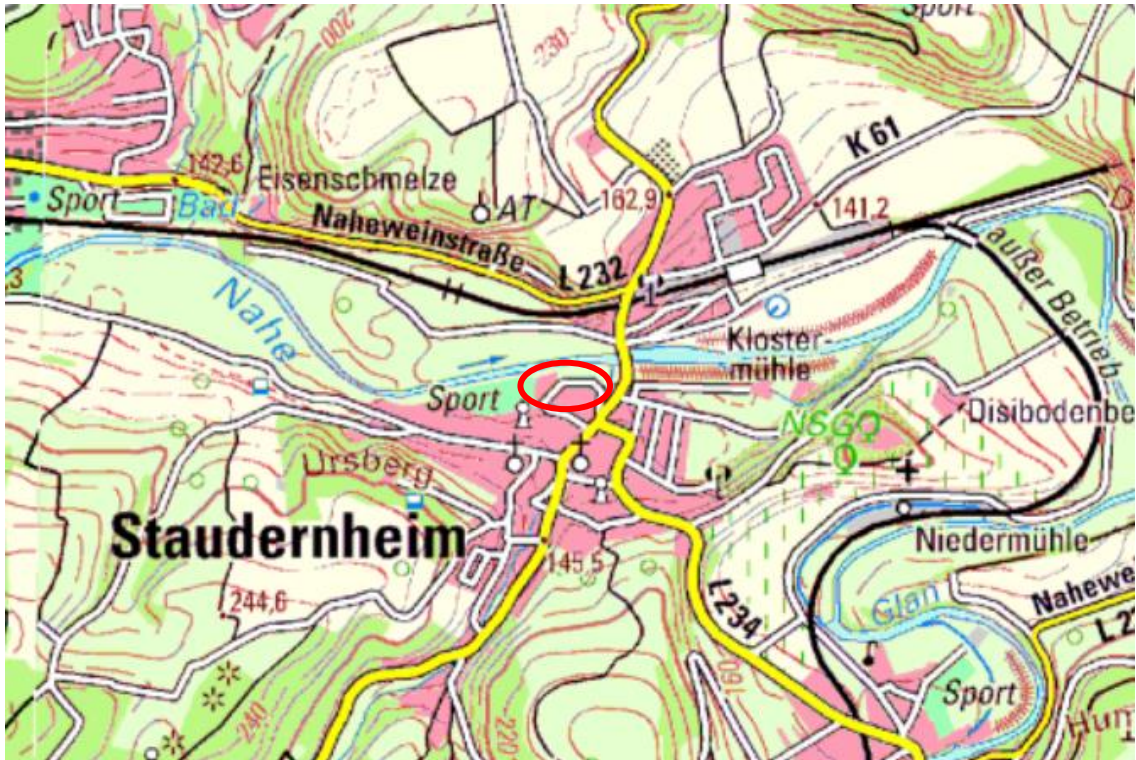 Sport
200
230
K 61
142,6
Eisenschmelze
Sport
Bad
AT
162,9
141,2
Naheweinstraße
L 232
außer Betrieb
H
Nahe
Kloster-
mühle
Sport
NSG
Disibodenbe
Ursberg
Staudernheim
Niedermühle
145,5
244,6
L 234
Glan
Nahewei
160
Sport
240
220